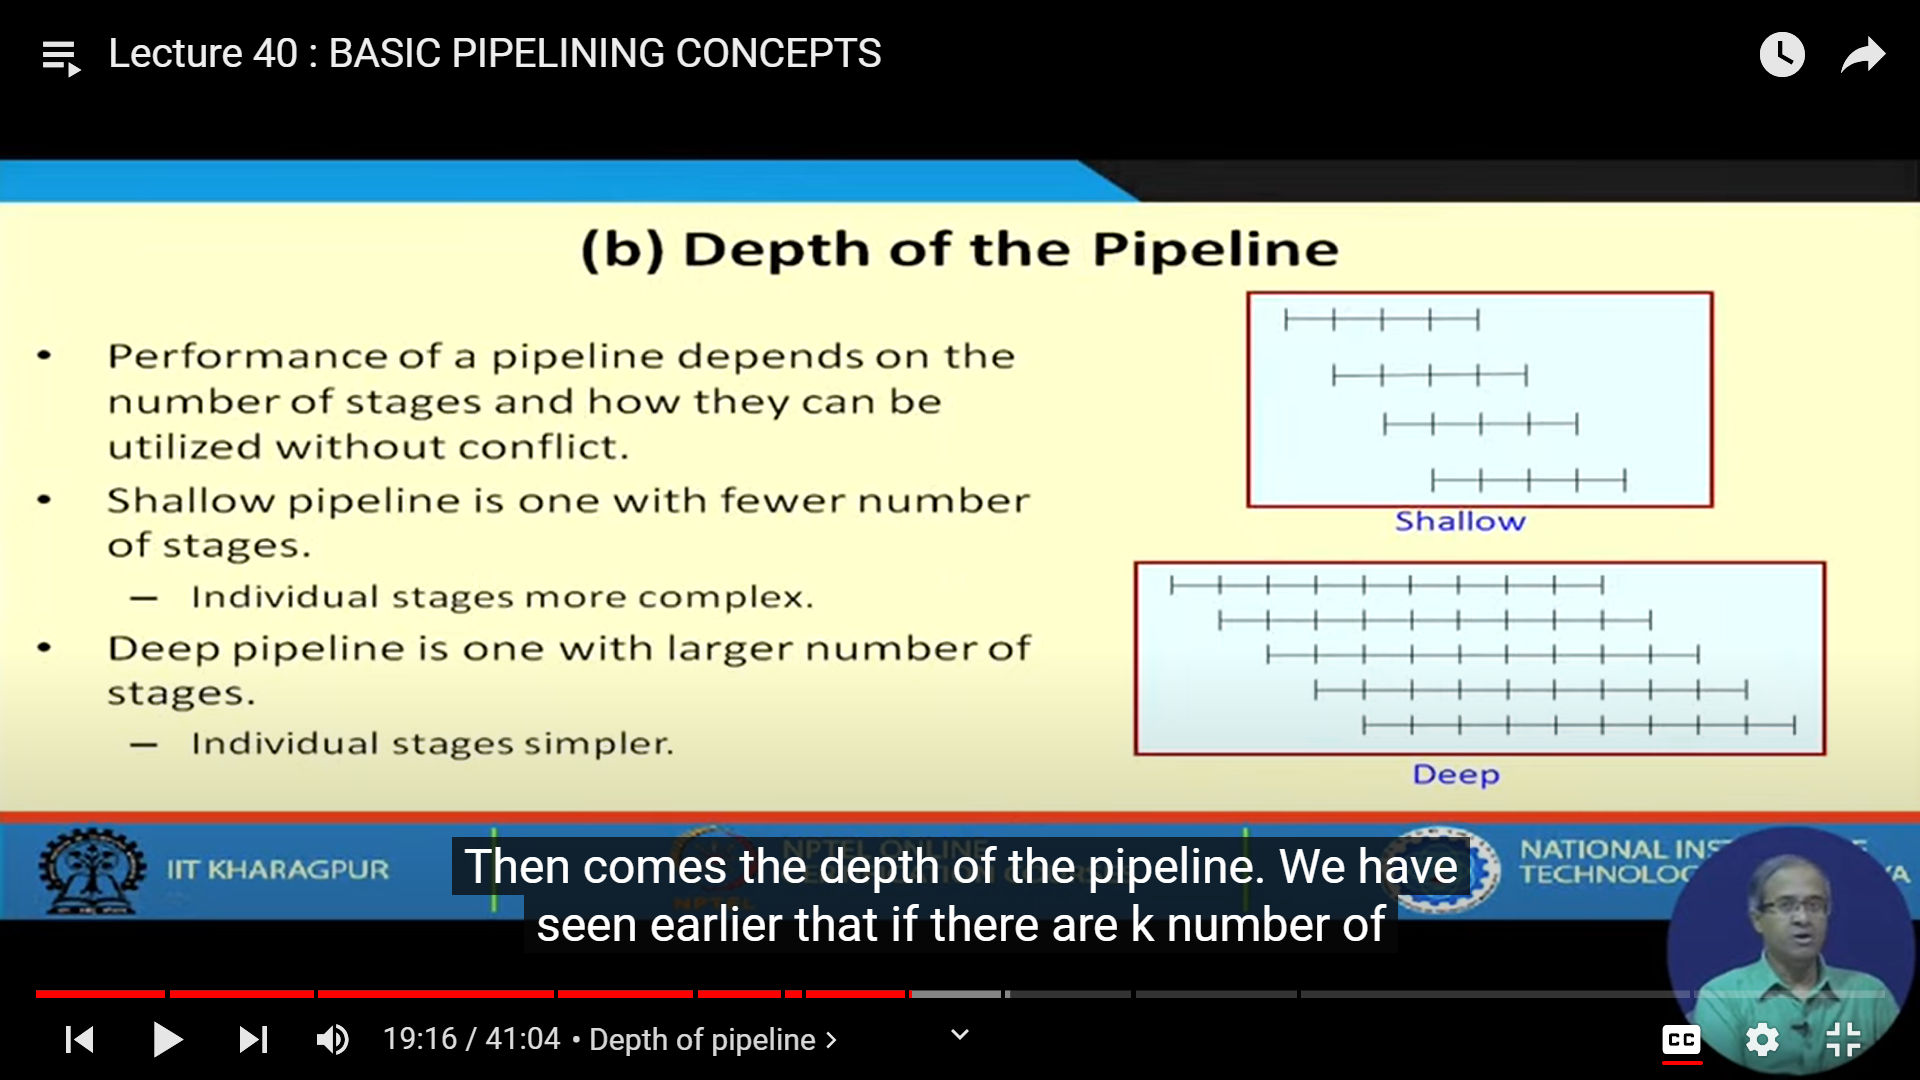 Lecture 40 : BASIC PIPELINING CONCEPTS
(b) Depth of the Pipeline
• Performance of a pipeline depends on the
number of stages and how they can be
utilized without conflict.
• Shallow pipeline is one with fewer number
of stages.
– Individual stages more complex.
• Deep pipeline is one with larger number of
stages.
– Individual stages simpler.
Shallow
Deep
IIT KHARAGPUR
NPTEL ONLINE
NPTEL
NATIONAL INS
TECHNOLOG
Then comes the depth of the pipeline. We have
seen earlier that if there are k number of
19:16 / 41:04 • Depth of pipeline ›
CC